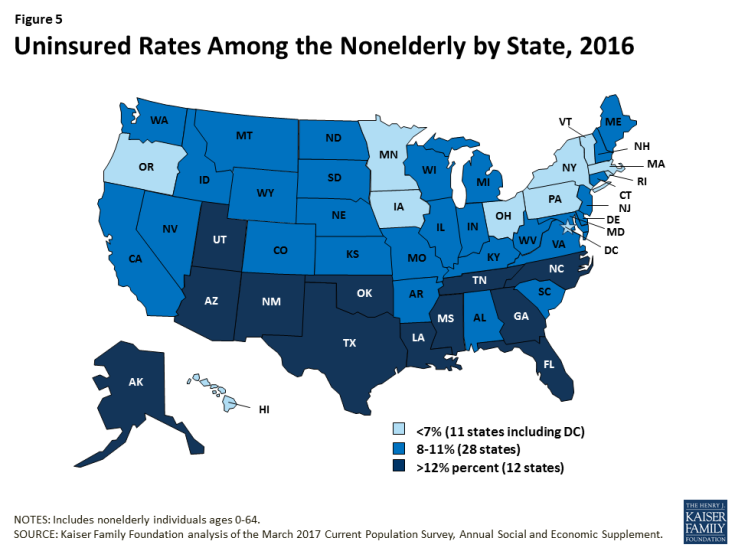 Figure 5
Uninsured Rates Among the Nonelderly by State, 2016
WA
MT
ND
MN
VT
ME
NH
MA
RI
CT
NJ
DE
MD
DC
OR
ID
WY
SD
WI
MI
NY
PA
NV
UT
CO
NE
IA
IL
IN
OH
WV
VA
CA
AZ
NM
KS
MO
KY
OK
AR
TN
NC
SC
TX
LA
MS
AL
GA
FL
AK
HI
<7% (11 states including DC)
8-11% (28 states)
>12% percent (12 states)
NOTES: Includes nonelderly individuals ages 0-64.
SOURCE: Kaiser Family Foundation analysis of the March 2017 Current Population Survey, Annual Social and Economic Supplement.
THE HENRY J.
KAISER
FAMILY
FOUNDATION